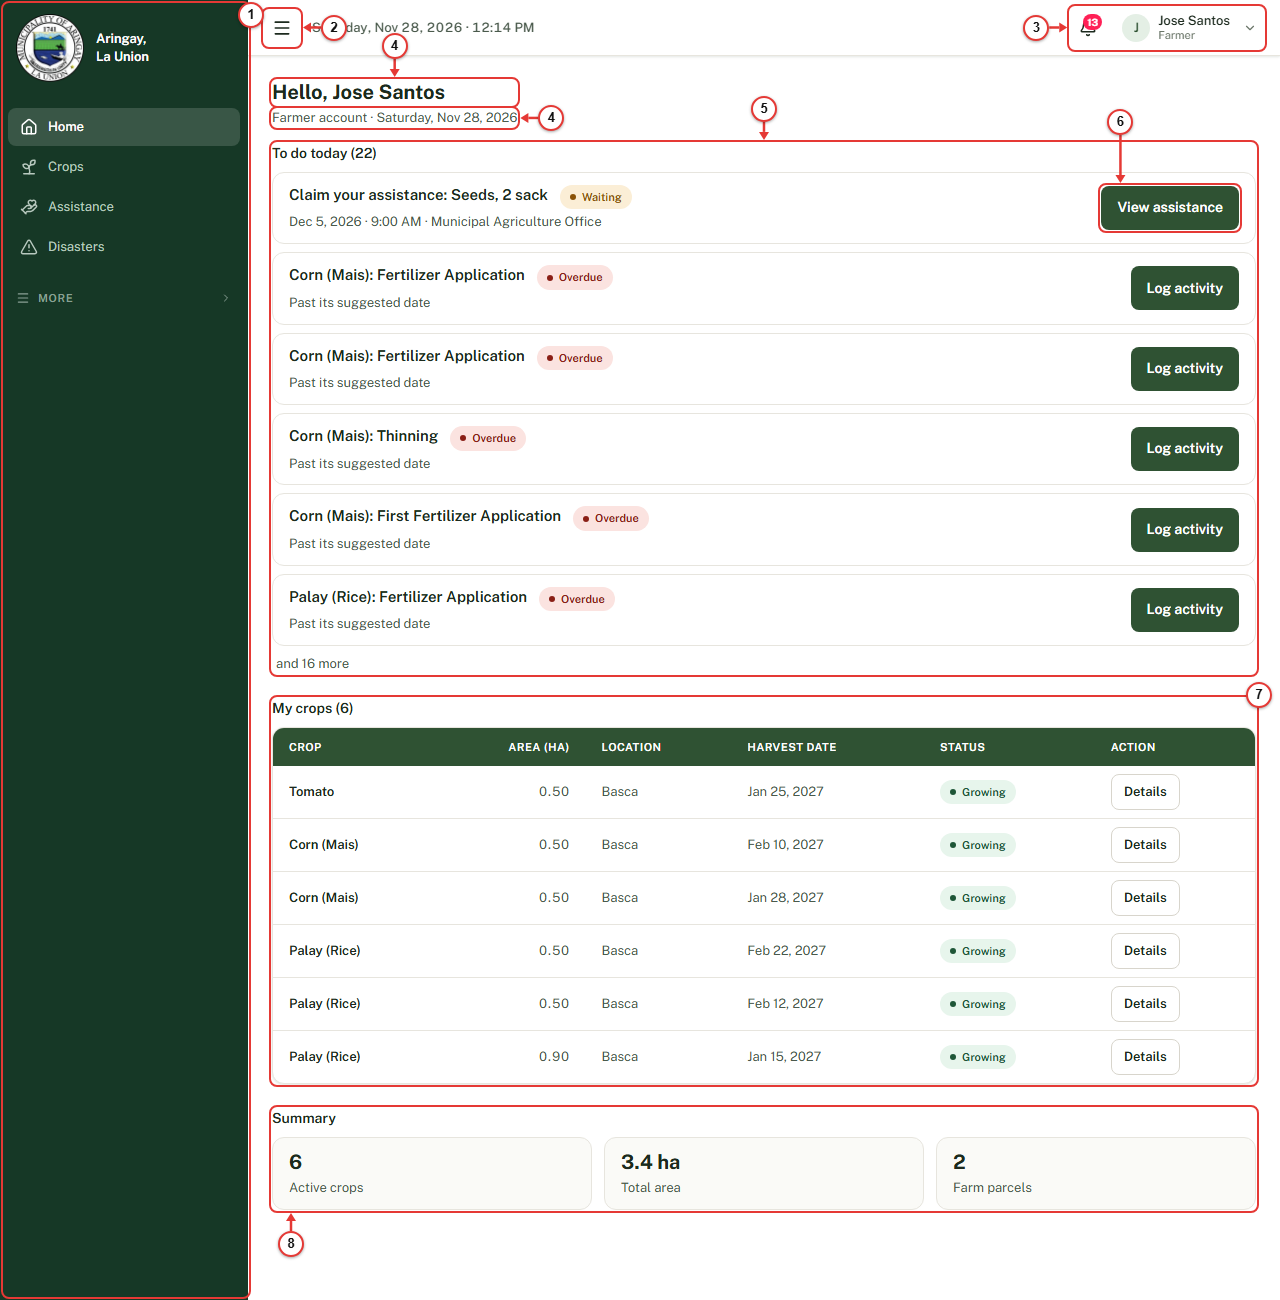 MUNICIPALITY OF ARINGAY
1741
LA UNION
Aringay,
La Union
Home
Crops
Assistance
Disasters
MORE
1
2
day, Nov 28, 2026 · 12:14 PM
3
13
J
Jose Santos
Farmer
4
Hello, Jose Santos
Farmer account · Saturday, Nov 28, 2026
4
5
6
To do today (22)
Claim your assistance: Seeds, 2 sack
Waiting
Dec 5, 2026 · 9:00 AM · Municipal Agriculture Office
View assistance
Corn (Mais): Fertilizer Application
Overdue
Past its suggested date
Log activity
Corn (Mais): Fertilizer Application
Overdue
Past its suggested date
Log activity
Corn (Mais): Thinning
Overdue
Past its suggested date
Log activity
Corn (Mais): First Fertilizer Application
Overdue
Past its suggested date
Log activity
Palay (Rice): Fertilizer Application
Overdue
Past its suggested date
Log activity
and 16 more
7
My crops (6)
CROP AREA (HA) LOCATION HARVEST DATE STATUS ACTION
Tomato 0.50 Basca Jan 25, 2027 Growing Details
Corn (Mais) 0.50 Basca Feb 10, 2027 Growing Details
Corn (Mais) 0.50 Basca Jan 28, 2027 Growing Details
Palay (Rice) 0.50 Basca Feb 22, 2027 Growing Details
Palay (Rice) 0.50 Basca Feb 12, 2027 Growing Details
Palay (Rice) 0.90 Basca Jan 15, 2027 Growing Details
Summary
6
Active crops
3.4 ha
Total area
2
Farm parcels
8